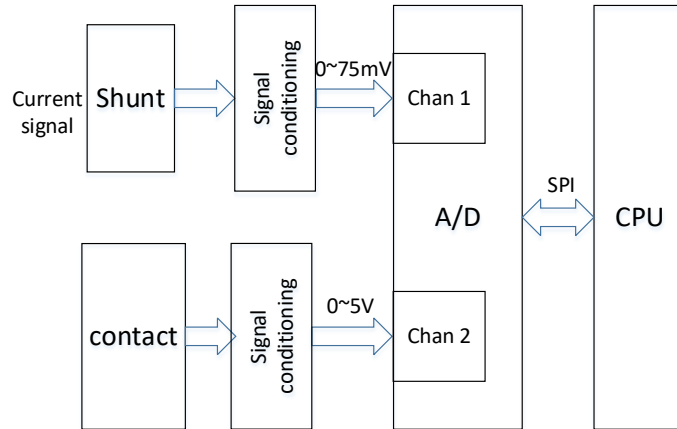 Current
signal
Shunt
Signal
conditioning
0~75mV
Chan 1
A/D
SPI
CPU
contact
Signal
conditioning
0~5V
Chan 2